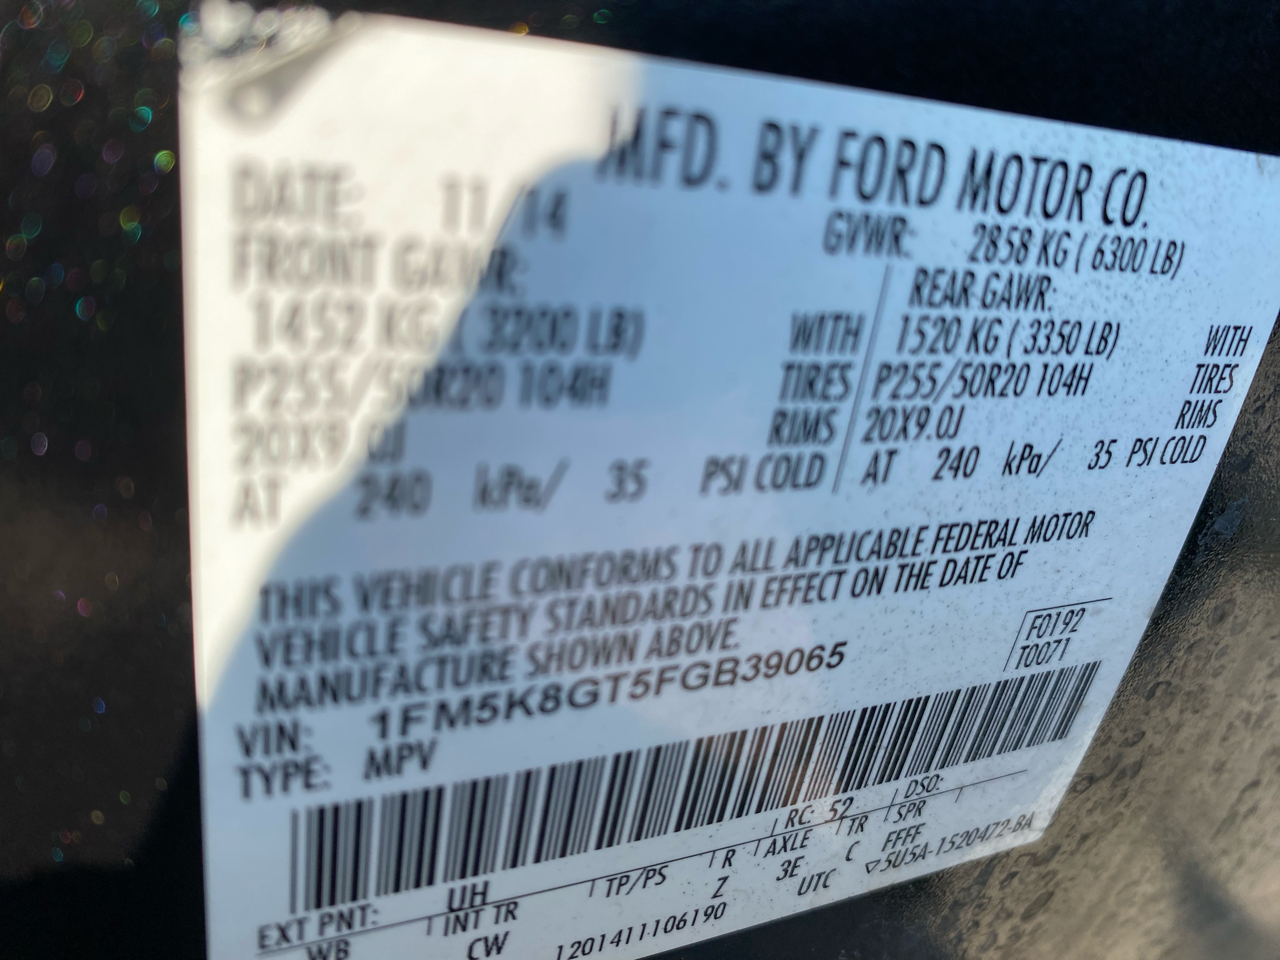 MFD. BY FORD MOTOR CO.
DATE: 11/14 GVWR: 2858 KG ( 6300 LB)
FRONT GAWR: REAR GAWR:
1452 KG ( 3200 LB) WITH 1520 KG ( 3350 LB) WITH
P255/50R20 104H TIRES P255/50R20 104H TIRES
20X9.0J RIMS 20X9.0J RIMS
AT 240 kPa/ 35 PSI COLD AT 240 kPa/ 35 PSI COLD
THIS VEHICLE CONFORMS TO ALL APPLICABLE FEDERAL MOTOR
VEHICLE SAFETY STANDARDS IN EFFECT ON THE DATE OF
MANUFACTURE SHOWN ABOVE.
F0192
VIN: 1FM5K8GT5FGB39065
T0071
TYPE: MPV
EXT PNT: UH RC: 52 DSO:
WB INT TR TP/PS R AXLE TR SPR
CW Z 3E C FFFF
1201411106190 UTC ▽5U5A-1520472-BA